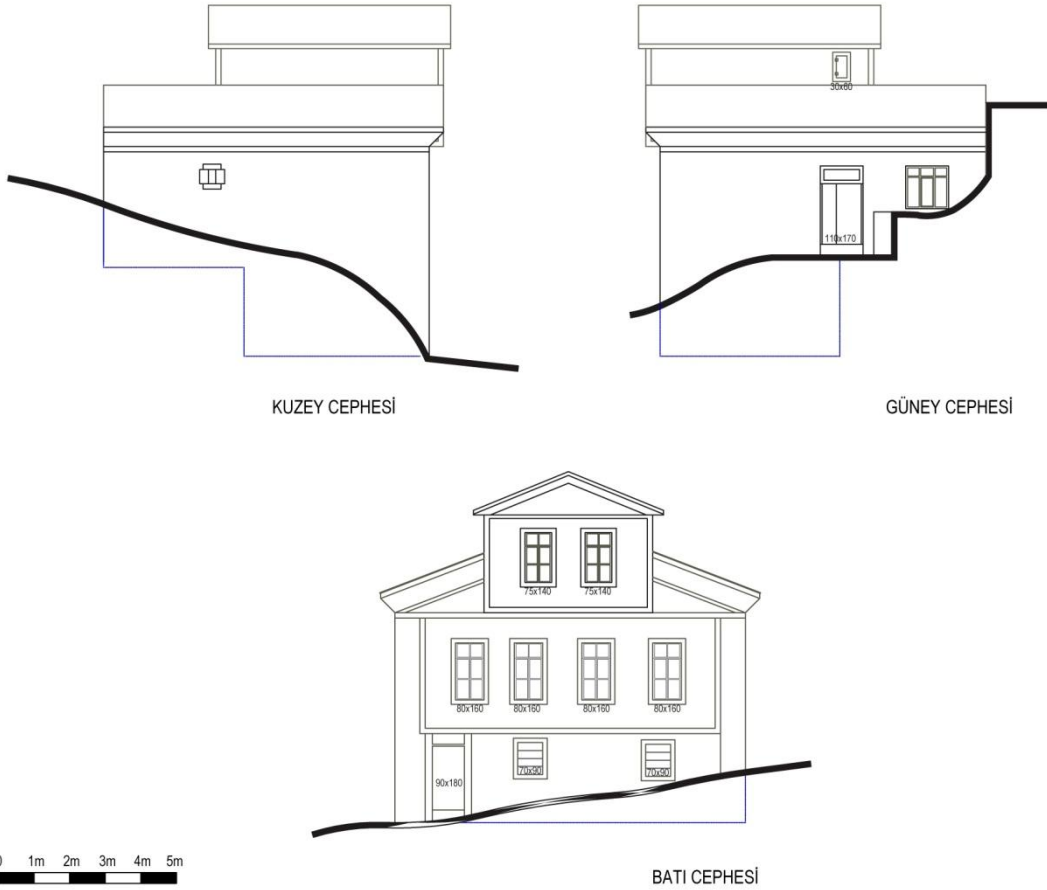 30x60
110x170
KUZEY CEPHESİ
GÜNEY CEPHESİ
75x140 75x140
80x160 80x160 80x160 80x160
70x90 70x90
90x180
0 1m 2m 3m 4m 5m
BATI CEPHESİ